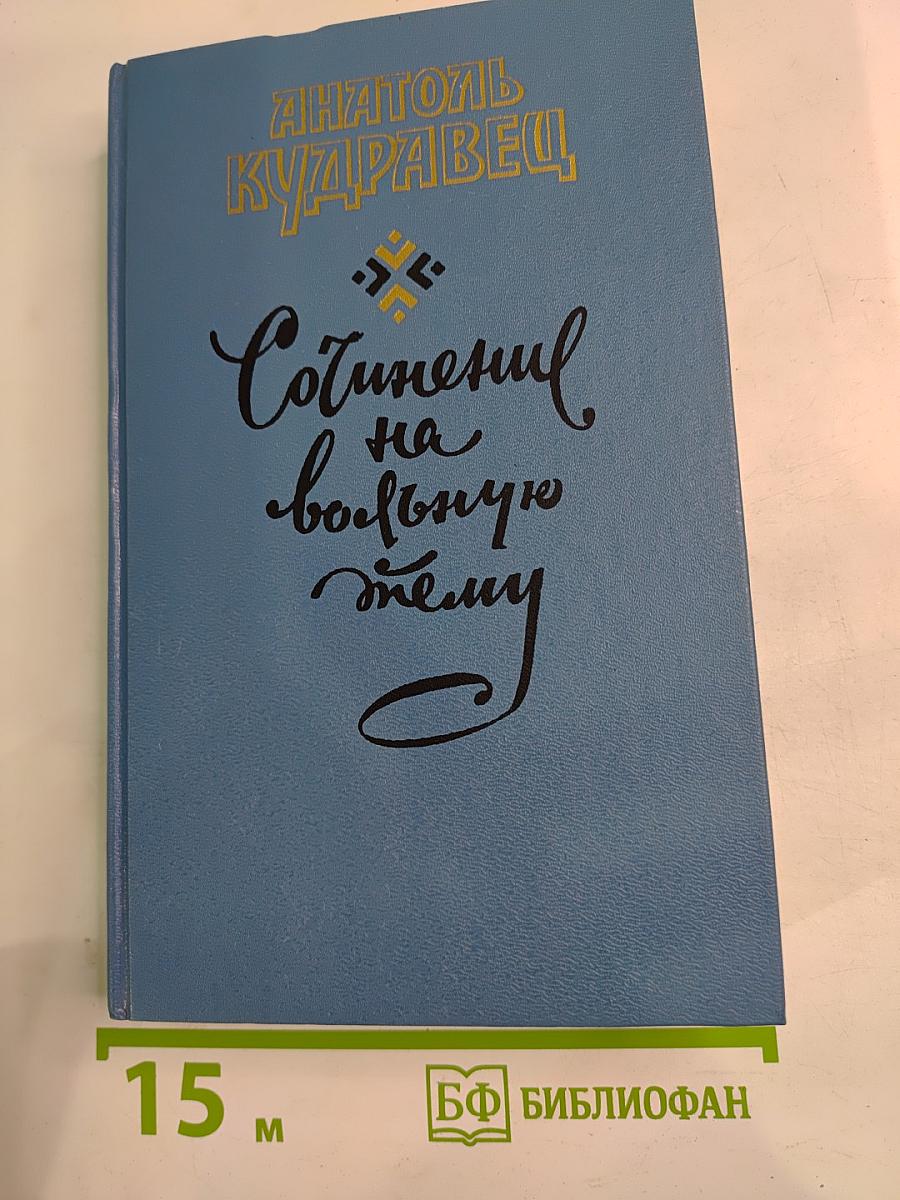 АНАТОЛЬ
КУДРАВЕЦ
Сочинение
на
вольную
тему
15 м
БФ БИБЛИОФАН